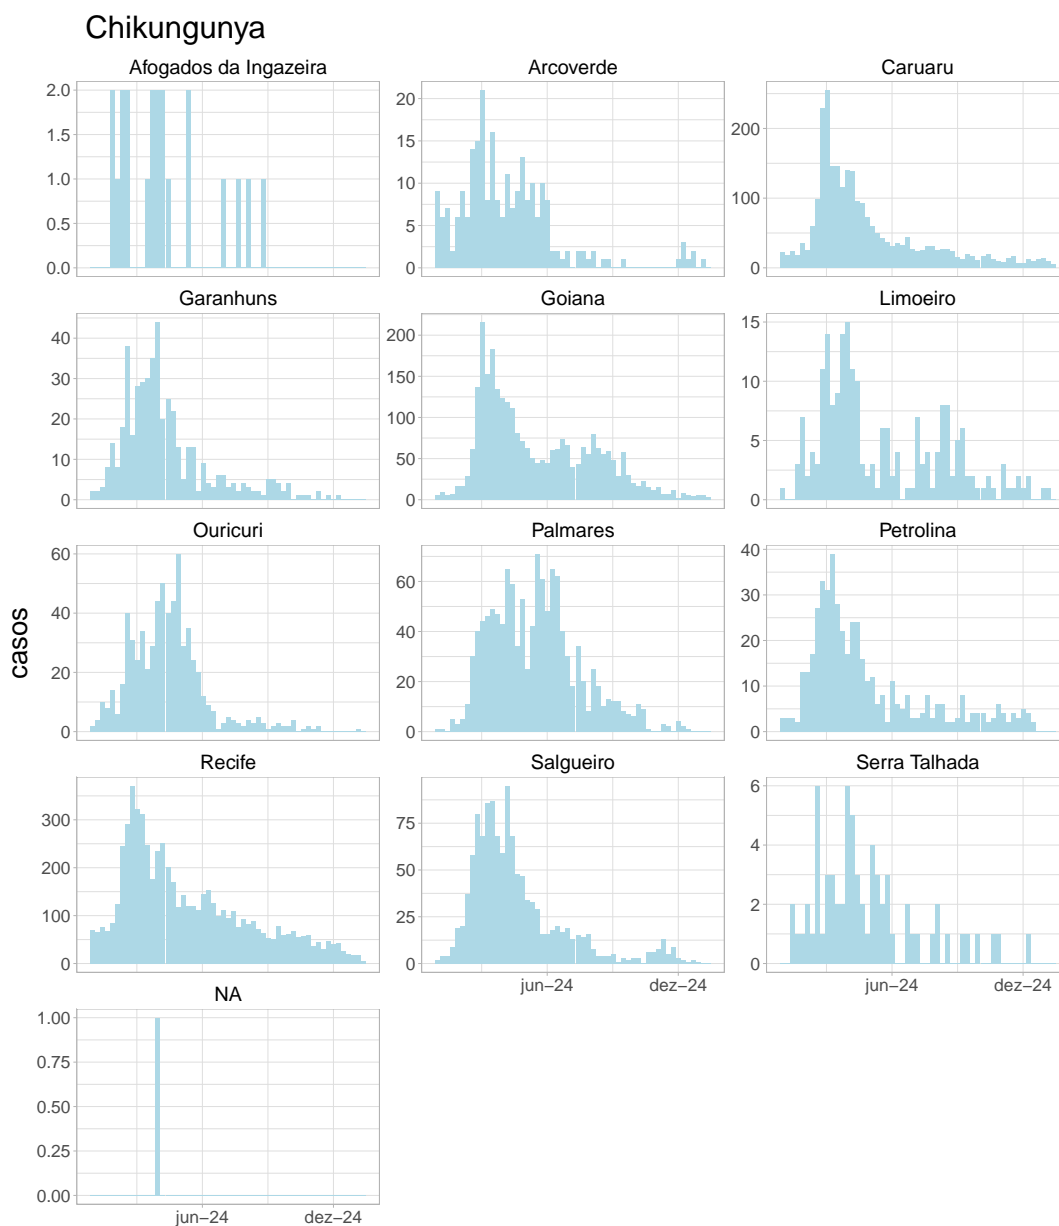 Chikungunya
Afogados da Ingazeira
Arcoverde
Caruaru
2.0
1.5
1.0
0.5
0.0
20
15
10
5
0
200
100
0
Garanhuns
Goiana
Limoeiro
40
30
20
10
0
200
150
100
50
0
15
10
5
0
Ouricuri
Palmares
Petrolina
60
40
20
0
60
40
20
0
40
30
20
10
0
casos
Recife
Salgueiro
Serra Talhada
300
200
100
0
75
50
25
0
6
4
2
0
jun–24
dez–24
jun–24
dez–24
NA
1.00
0.75
0.50
0.25
0.00
jun–24
dez–24